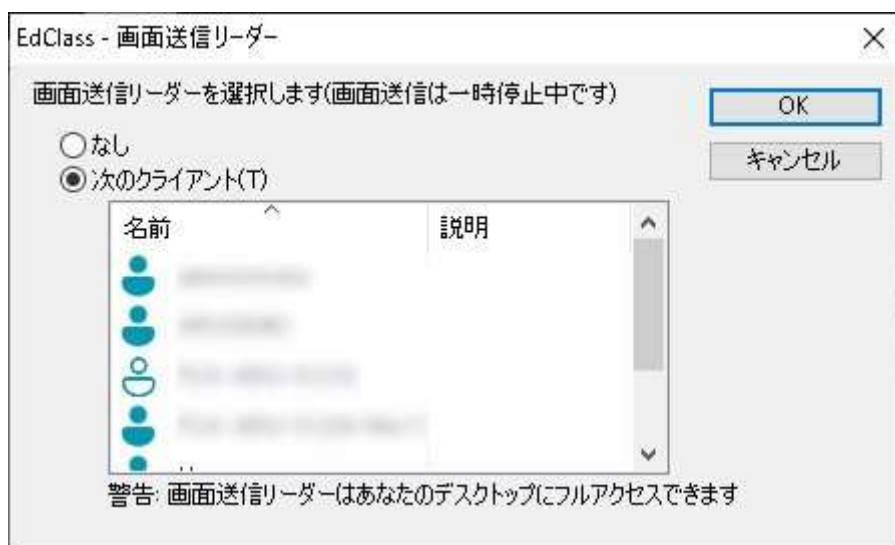 EdClass - 画面送信リーダー
画面送信リーダーを選択します(画面送信は一時停止中です)
OK
キャンセル
なし
次のクライアント(T)
名前
説明
警告: 画面送信リーダーはあなたのデスクトップにフルアクセスできます